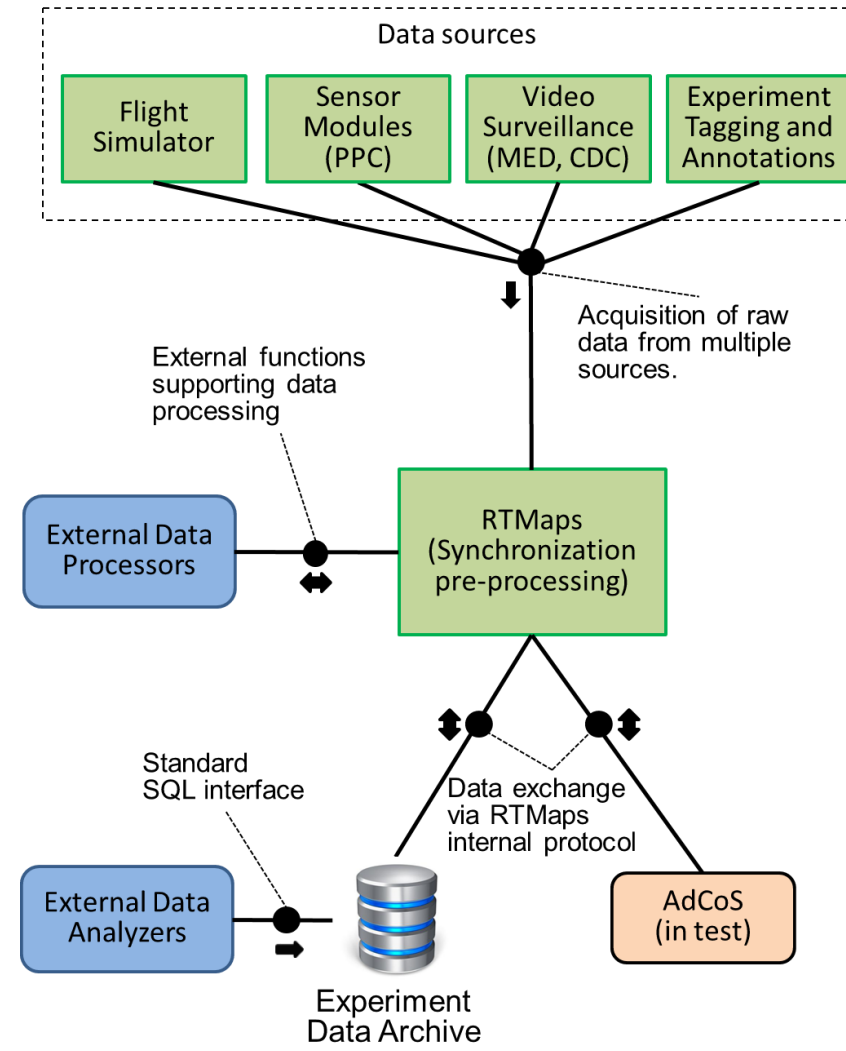 Data sources
Flight
Simulator
Sensor
Modules
(PPC)
Video
Surveillance
(MED, CDC)
Experiment
Tagging and
Annotations
Acquisition of raw
data from multiple
sources.
External functions
supporting data
processing
External Data
Processors
RTMaps
(Synchronization
pre-processing)
Standard
SQL interface
Data exchange
via RTMaps
internal protocol
External Data
Analyzers
AdCoS
(in test)
Experiment
Data Archive